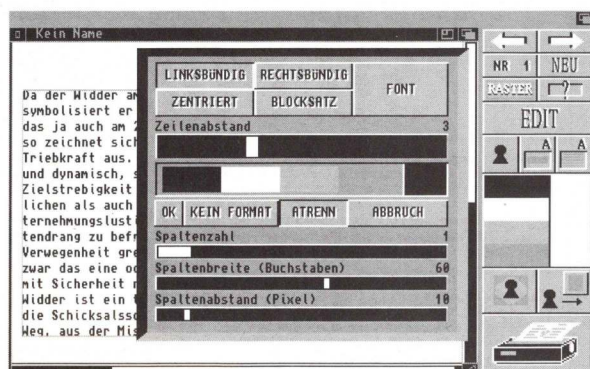 Kein Name
LINKSBÜNDIG RECHTSBÜNDIG
FONT
ZENTRIERT BLOCKSATZ
Zeilenabstand 3
OK KEIN FORMAT ATRENN ABBRUCH
Spaltenzahl 1
Spaltenbreite (Buchstaben) 60
Spaltenabstand (Pixel) 10
Da der Widder an
symbolisiert er
das ja auch am 2
so zeichnet sich
Triebkraft aus.
und dynamisch, s
Zielstrebigkeit
lichen als auch
ternehmungslust
tendrang zu befr
Verwegenheit gre
zwar das eine od
mit Sicherheit
Widder ist ein
die Schicksalssc
Weg, aus der Mis
NR 1 NEU
RASTER ?
EDIT
A A